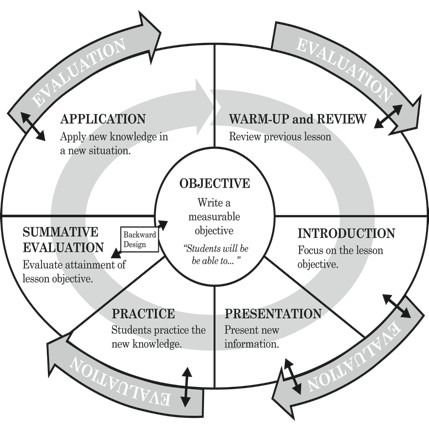 EVALUATION
EVALUATION
APPLICATION
Apply new knowledge in
a new situation.
WARM-UP and REVIEW
Review previous lesson
OBJECTIVE
Write a
measurable
objective
"Students will be
be able to... "
SUMMATIVE
EVALUATION
Evaluate attainment of
lesson objective.
Backward
Design
INTRODUCTION
Focus on the lesson
objective.
PRACTICE
Students practice the
new knowledge.
PRESENTATION
Present new
information.
EVALUATION
EVALUATION
EVALUATION